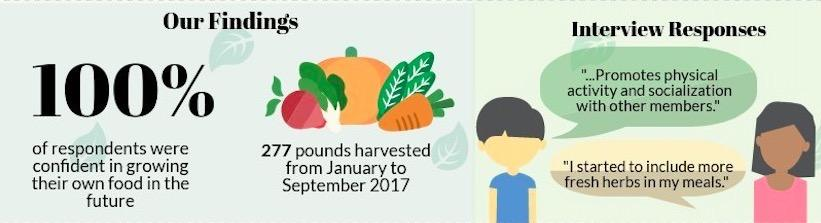 Our Findings
100%
of respondents were
confident in growing
their own food in the
future
277 pounds harvested
from January to
September 2017
Interview Responses
"...Promotes physical
activity and socialization
with other members."
"I started to include more
fresh herbs in my meals."